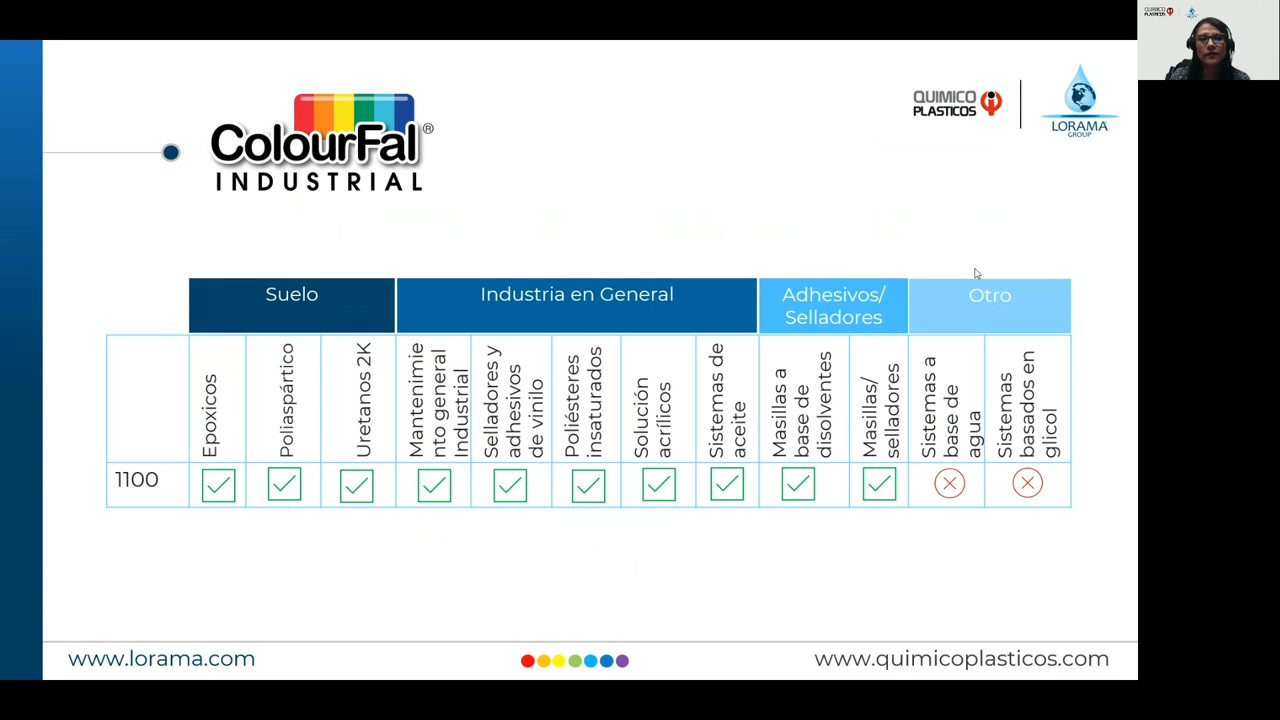 QUIMICO
PLASTICOS
ColourFal®
INDUSTRIAL
QUIMICO
PLASTICOS
LORAMA
GROUP
Suelo
Industria en General
Adhesivos/
Selladores
Otro
Epoxicos
Poliaspártico
Uretanos 2K
Mantenimie
nto general
Industrial
Selladores y
adhesivos
de vinilo
Poliésteres
insaturados
Solución
acrílicos
Sistemas de
aceite
Masillas a
base de
disolventes
Masillas/
selladores
Sistemas a
base de
agua
Sistemas
basados en
glicol
1100
www.lorama.com
www.quimicoplasticos.com